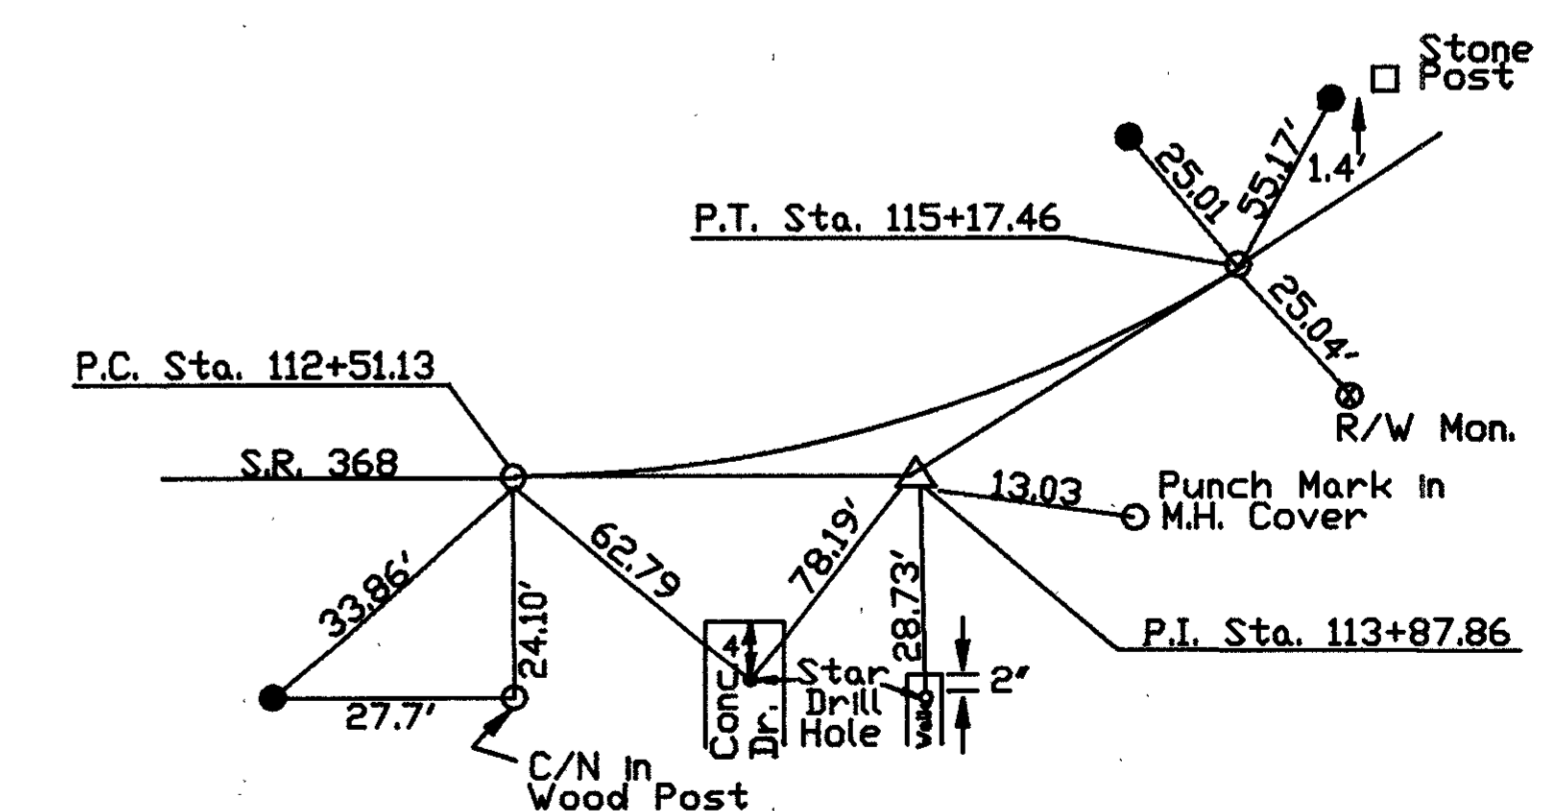 Stone
Post
55.17'
1.4'
25.01
P.T. Sta. 115+17.46
25.04'
R/W Mon.
P.C. Sta. 112+51.13
S.R. 368
13.03
Punch Mark in
M.H. Cover
62.79
78.19'
33.86'
24.10'
28.73'
P.I. Sta. 113+87.86
4'
Conc.
Dr.
Star
Drill
Hole
Walk
2"
27.7'
C/N in
Wood Post